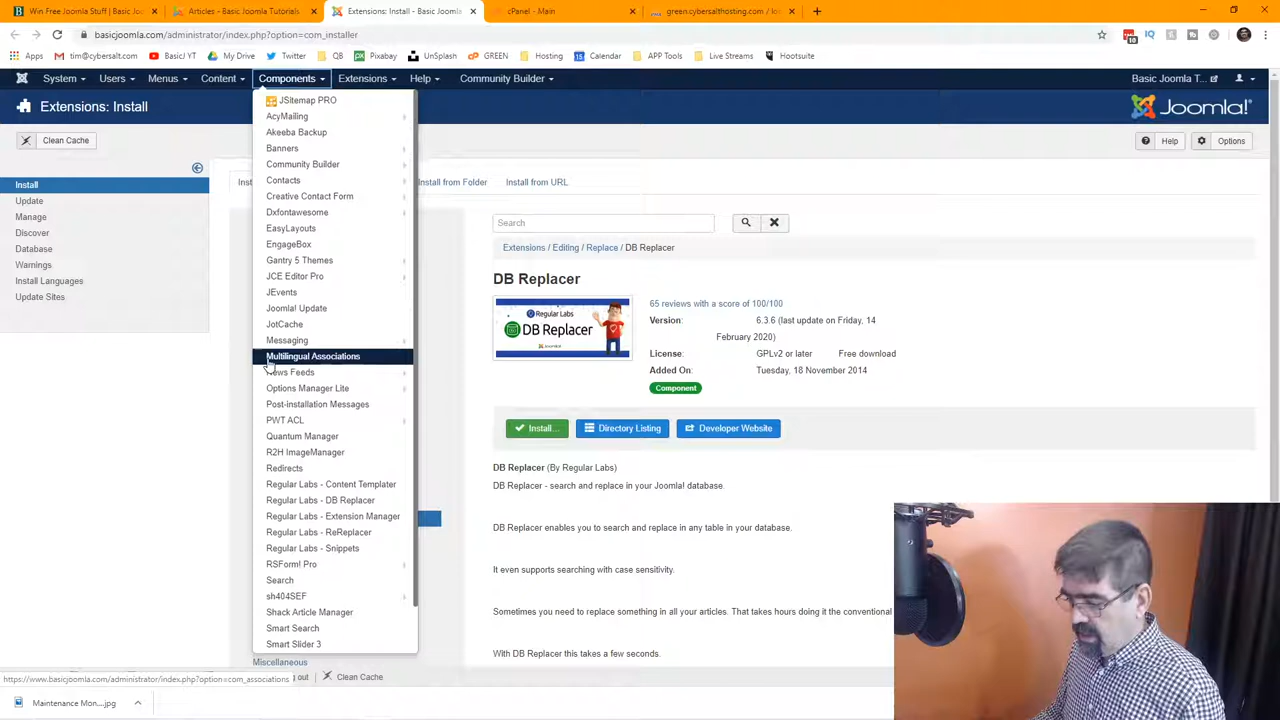 Win Free Joomla Stuff | Basic Joo
Articles - Basic Joomla Tutorials
Extensions: Install - Basic Jooml
cPanel - Main
green.cybersalthosting.com / loc
basicjoomla.com/administrator/index.php?option=com_installer
10
Apps
tim@cybersalt.com
BasicJ YT
My Drive
Twitter
QB
Pixabay
UnSplash
GREEN
Hosting
Calendar
APP Tools
Live Streams
Hootsuite
System
Users
Menus
Content
Components
Extensions
Help
Community Builder
Basic Joomla T...
Extensions: Install
Joomla!
Clean Cache
Help
Options
Install
Update
Manage
Discover
Database
Warnings
Install Languages
Update Sites
JSitemap PRO
AcyMailing
Akeeba Backup
Banners
Community Builder
Contacts
Creative Contact Form
Dxfontawesome
EasyLayouts
EngageBox
Gantry 5 Themes
JCE Editor Pro
JEvents
Joomla! Update
JotCache
Messaging
Multilingual Associations
News Feeds
Options Manager Lite
Post-installation Messages
PWT ACL
Quantum Manager
R2H ImageManager
Redirects
Regular Labs - Content Templater
Regular Labs - DB Replacer
Regular Labs - Extension Manager
Regular Labs - ReReplacer
Regular Labs - Snippets
RSForm! Pro
Search
sh404SEF
Shack Article Manager
Smart Search
Smart Slider 3
Miscellaneous
Install from Folder
Install from URL
Search
Extensions / Editing / Replace / DB Replacer
DB Replacer
Regular Labs
DB Replacer
Joomla!
65 reviews with a score of 100/100
Version: 6.3.6 (last update on Friday, 14
February 2020)
License: GPLv2 or later Free download
Added On: Tuesday, 18 November 2014
Component
Install...
Directory Listing
Developer Website
DB Replacer (By Regular Labs)
DB Replacer - search and replace in your Joomla! database.
DB Replacer enables you to search and replace in any table in your database.
It even supports searching with case sensitivity.
Sometimes you need to replace something in all your articles. That takes hours doing it the conventional
With DB Replacer this takes a few seconds.
https://www.basicjoomla.com/administrator/index.php?option=com_associations
out
Clean Cache
Maintenance Mon....jpg